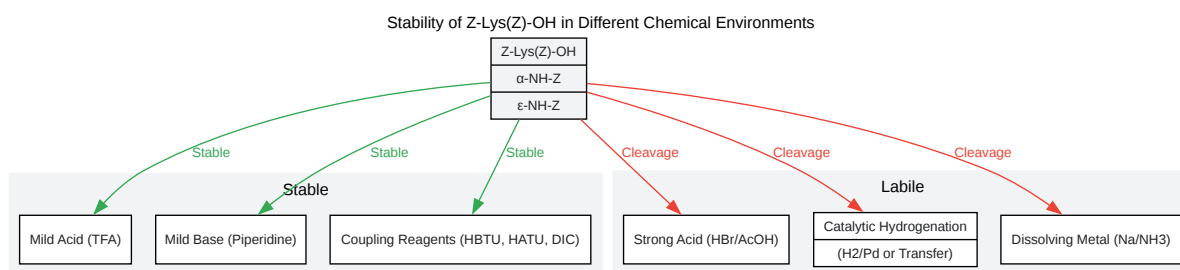 Stability of Z-Lys(Z)-OH in Different Chemical Environments
Z-Lys(Z)-OH
α-NH-Z
ε-NH-Z
Stable
Stable
Stable
Cleavage
Cleavage
Cleavage
Stable
Labile
Mild Acid (TFA)
Mild Base (Piperidine)
Coupling Reagents (HBTU, HATU, DIC)
Strong Acid (HBr/AcOH)
Catalytic Hydrogenation
(H2/Pd or Transfer)
Dissolving Metal (Na/NH3)